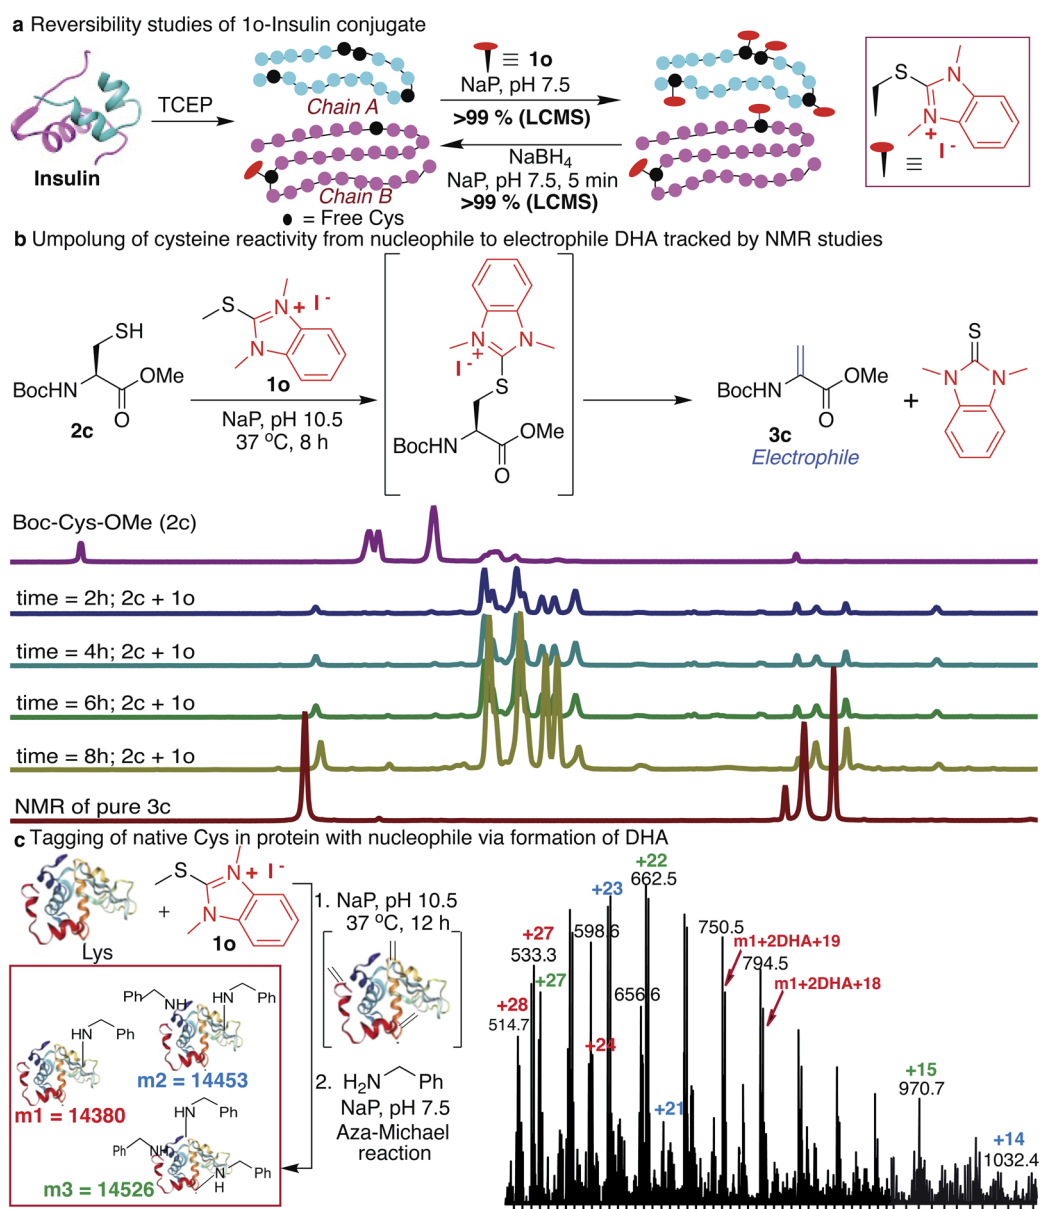 a Reversibility studies of 1o-Insulin conjugate
TCEP
Insulin
Chain A
Chain B
= Free Cys
≡ 1o
NaP, pH 7.5
>99 % (LCMS)
NaBH4
NaP, pH 7.5, 5 min
>99 % (LCMS)
S
N
N
+
I -
≡
b Umpolung of cysteine reactivity from nucleophile to electrophile DHA tracked by NMR studies
SH
BocHN
OMe
O
2c
S
N
+ I -
N
1o
NaP, pH 10.5
37 oC, 8 h
N
+
N
I -
S
BocHN
OMe
O
BocHN
OMe
O
3c
Electrophile
+
S
N
N
Boc-Cys-OMe (2c)
time = 2h; 2c + 1o
time = 4h; 2c + 1o
time = 6h; 2c + 1o
time = 8h; 2c + 1o
NMR of pure 3c
c Tagging of native Cys in protein with nucleophile via formation of DHA
Lys
+
S
N
+ I -
N
1o
1. NaP, pH 10.5
37 oC, 12 h
2. H2N Ph
NaP, pH 7.5
Aza-Michael
reaction
HN Ph
m1 = 14380
Ph NH
HN Ph
m2 = 14453
HN Ph
Ph NH
N Ph
H
m3 = 14526
+28
514.7
+27
533.3
+27
+23
598.6
+24
+22
662.5
656.6
+21
750.5
m1+2DHA+19
794.5
m1+2DHA+18
+15
970.7
+14
1032.4